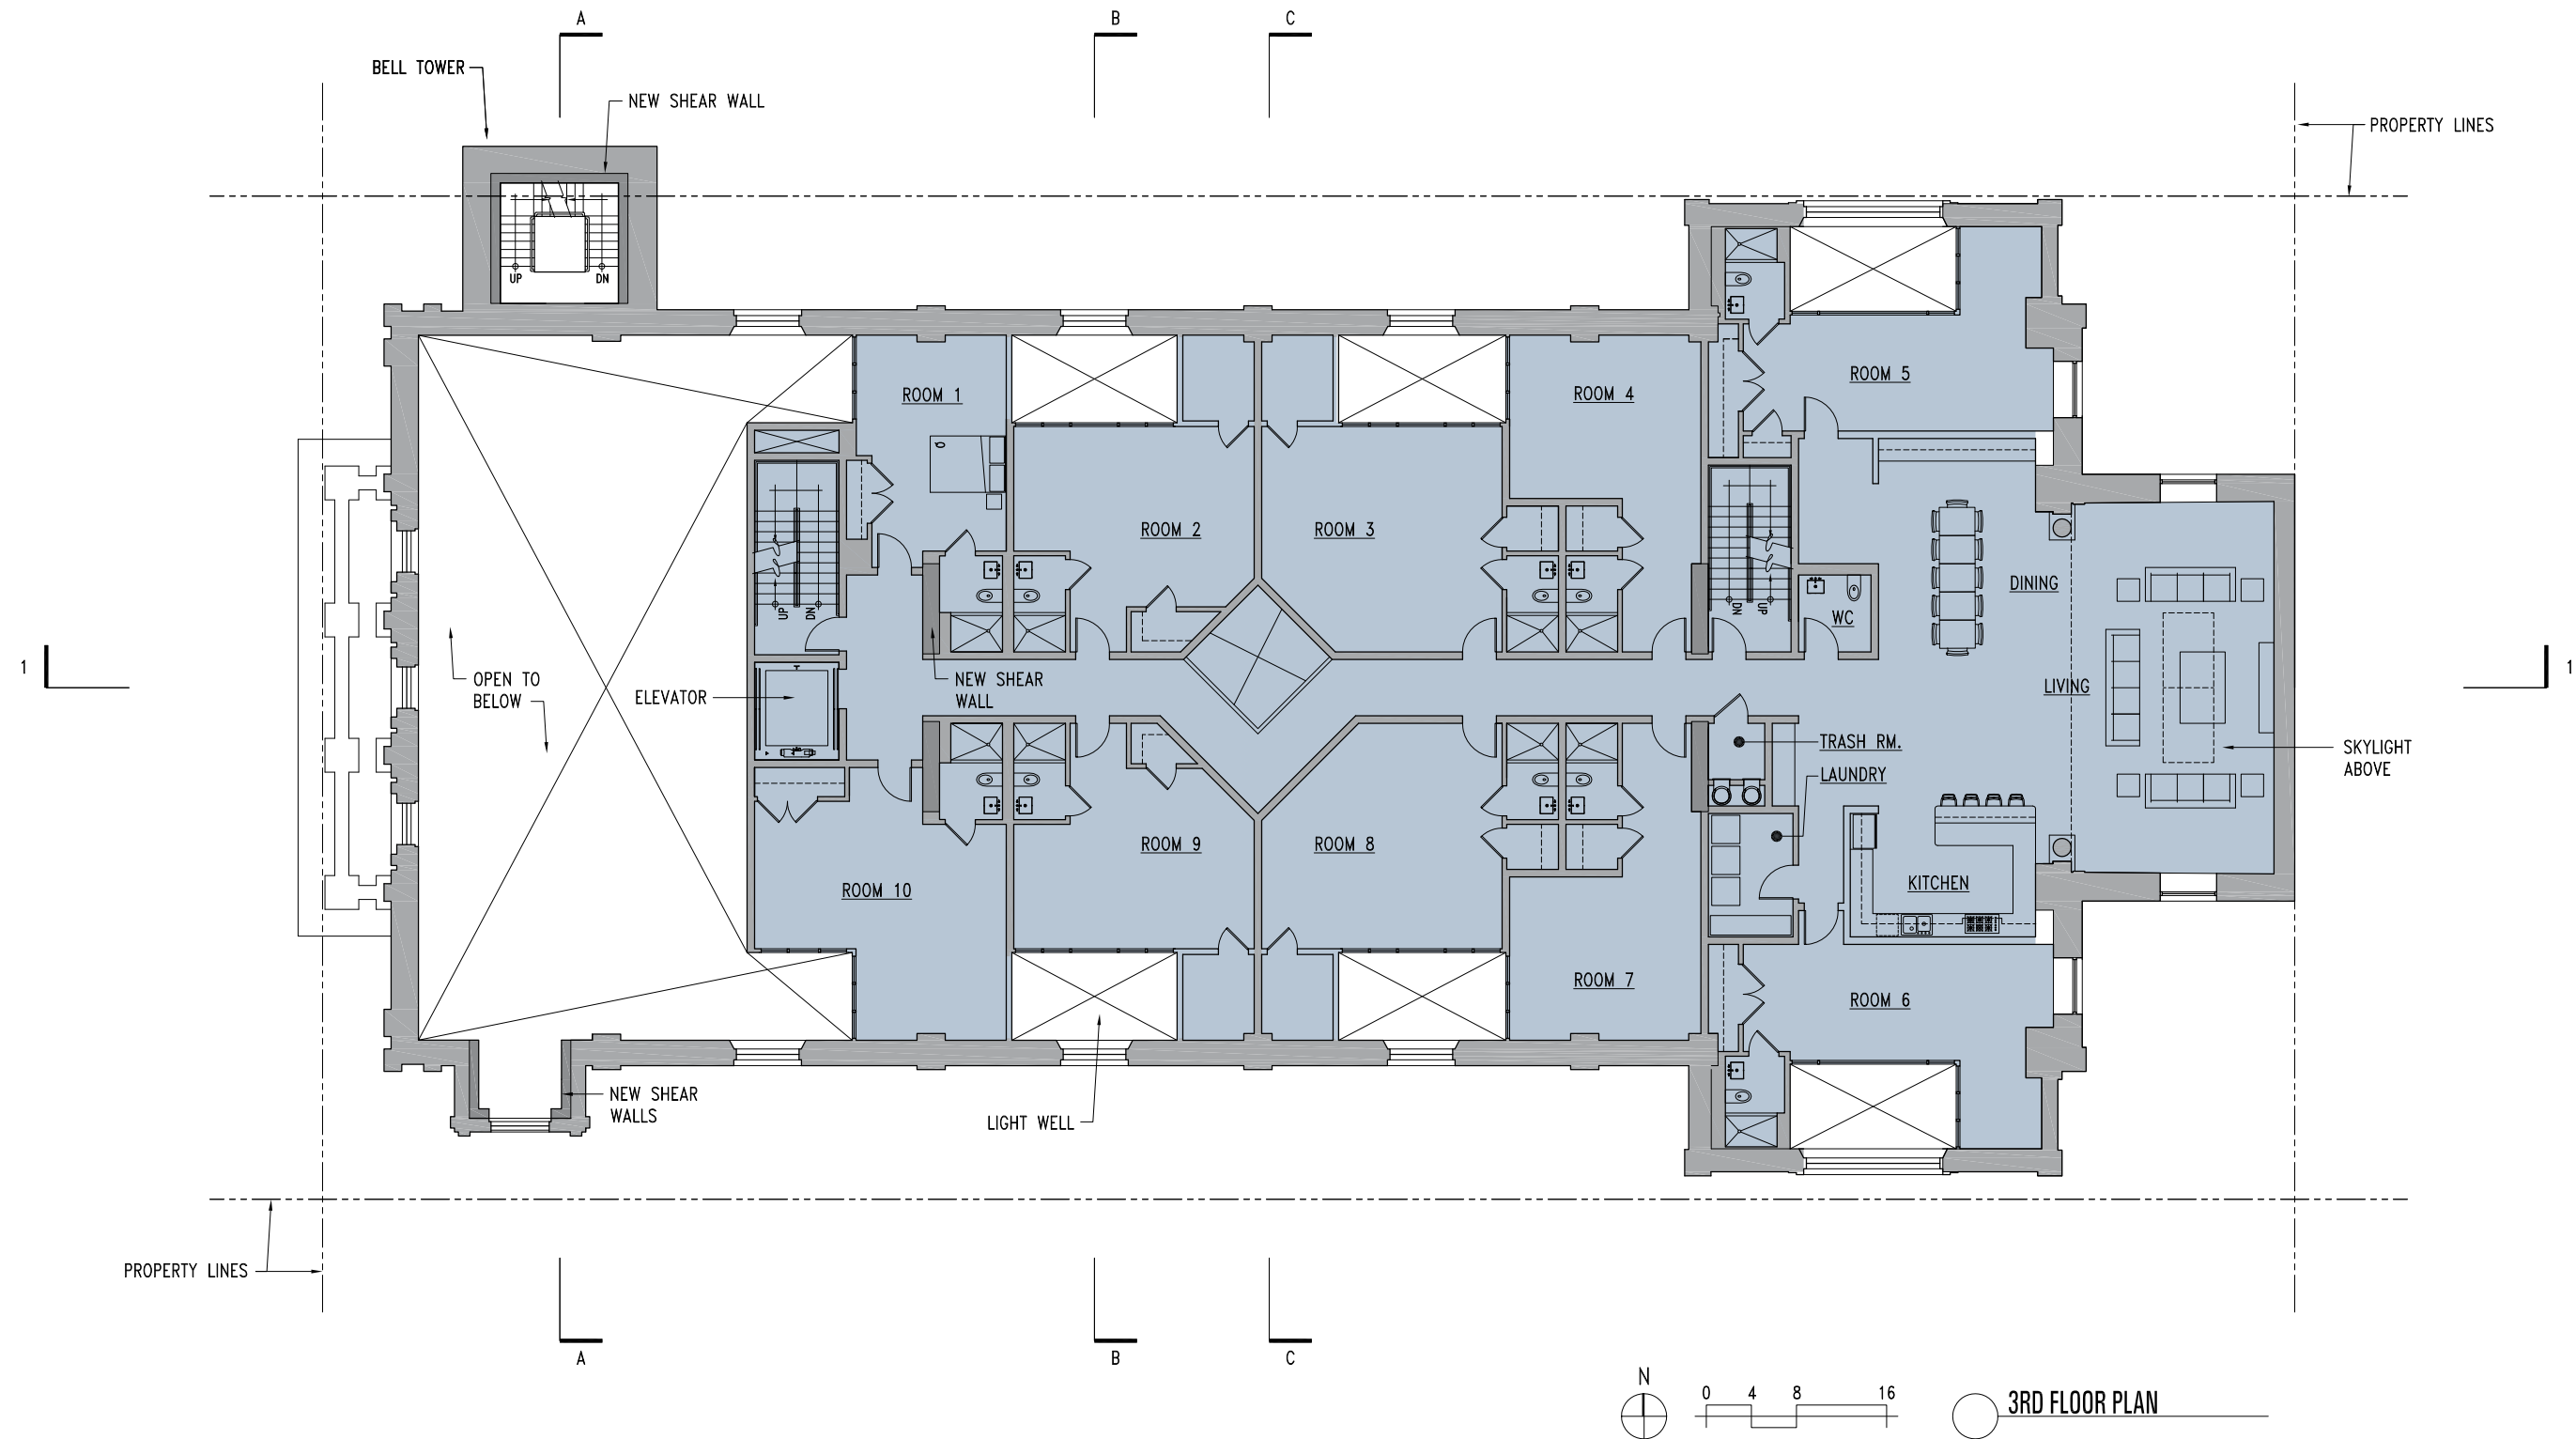 A
B
C
BELL TOWER
NEW SHEAR WALL
PROPERTY LINES
UP
DN
ROOM 1
ROOM 4
ROOM 5
ROOM 2
ROOM 3
DINING
UP
DN
DN
UP
WC
1
OPEN TO
BELOW
ELEVATOR
NEW SHEAR
WALL
LIVING
1
TRASH RM.
SKYLIGHT
ABOVE
LAUNDRY
ROOM 9
ROOM 8
ROOM 10
KITCHEN
ROOM 7
ROOM 6
NEW SHEAR
WALLS
LIGHT WELL
PROPERTY LINES
A
B
C
N
0 4 8 16
3RD FLOOR PLAN